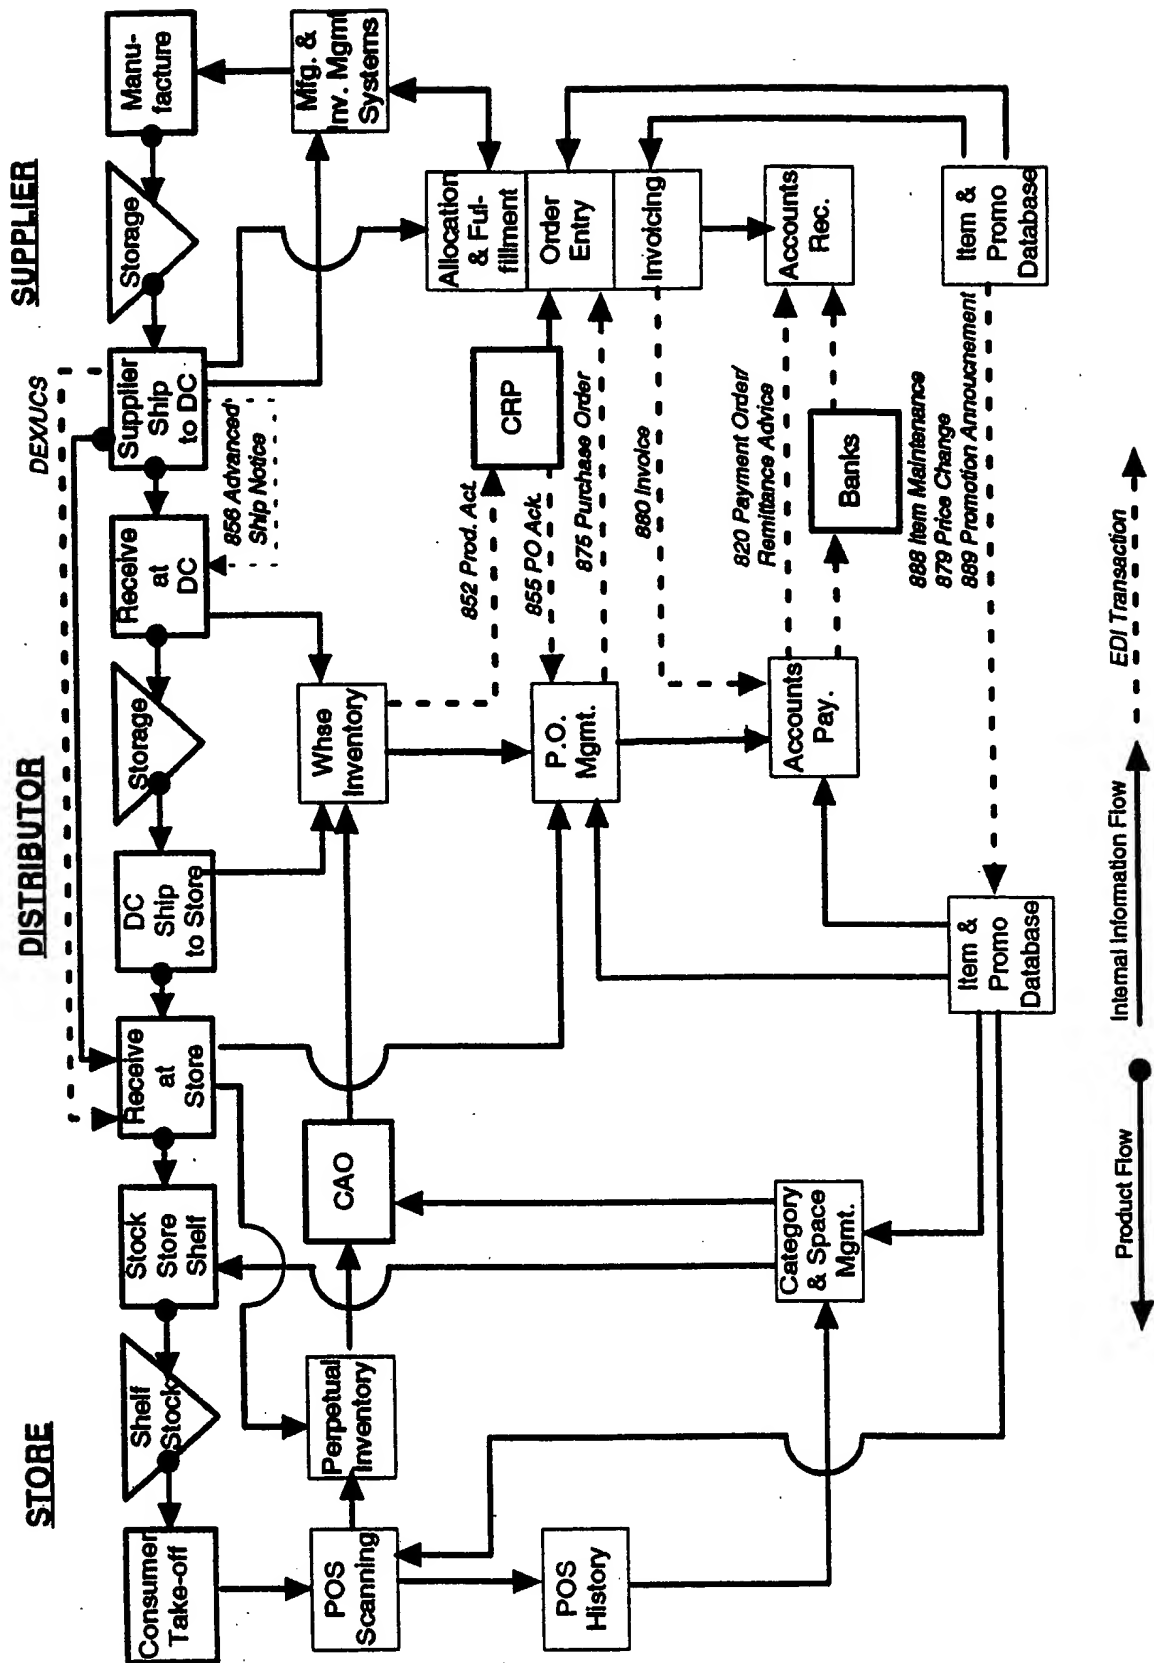 STORE
DISTRIBUTOR
SUPPLIER
DEX/UCS
Consumer
Take-off
Shelf
Stock
Stock
Store
Shelf
Receive
at
Store
DC
Ship
to Store
Storage
Receive
at
DC
Supplier
Ship
to DC
Storage
Manu-
facture
856 Advanced
Ship Notice
POS
Scanning
Perpetual
Inventory
CAO
Whse
Inventory
Mfg. &
Inv. Mgmt
Systems
852 Prod. Act.
CRP
Allocation
& Ful-
fillment
POS
History
P.O.
Mgmt.
855 PO Ack.
875 Purchase Order
Order
Entry
880 Invoice
Invoicing
Category
& Space
Mgmt.
Accounts
Pay.
820 Payment Order/
Remittance Advice
Banks
Accounts
Rec.
Item &
Promo
Database
888 Item Maintenance
879 Price Change
889 Promotion Annoucnement
Item &
Promo
Database
Product Flow
Internal Information Flow
EDI Transaction